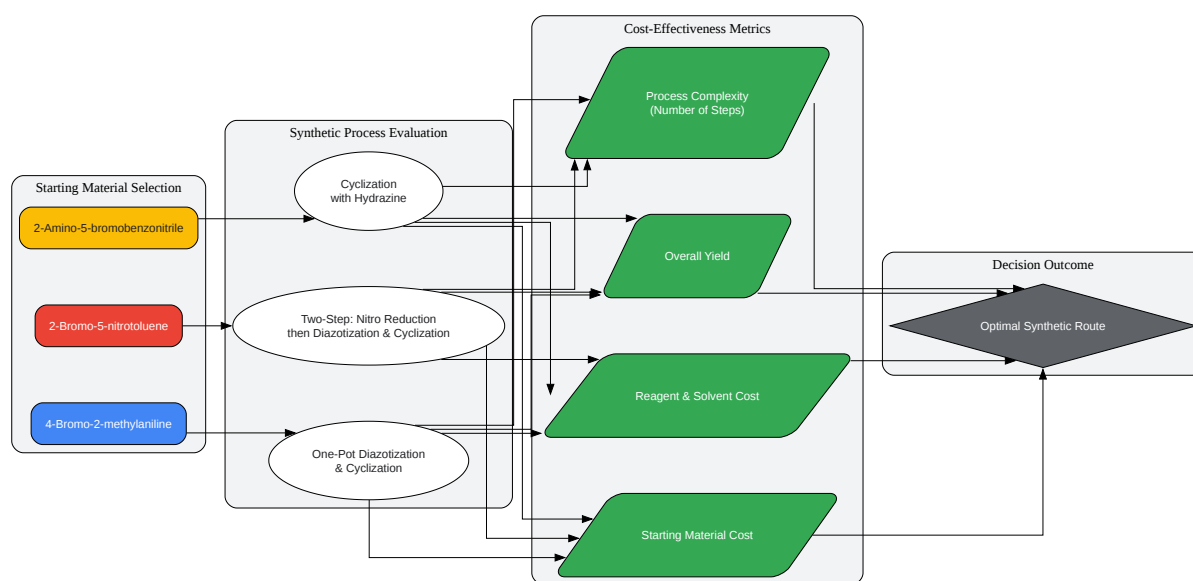 Starting Material Selection
2-Amino-5-bromobenzonitrile
2-Bromo-5-nitrotoluene
4-Bromo-2-methylaniline
Synthetic Process Evaluation
Cyclization
with Hydrazine
Two-Step: Nitro Reduction
then Diazotization & Cyclization
One-Pot Diazotization
& Cyclization
Cost-Effectiveness Metrics
Process Complexity
(Number of Steps)
Overall Yield
Reagent & Solvent Cost
Starting Material Cost
Decision Outcome
Optimal Synthetic Route